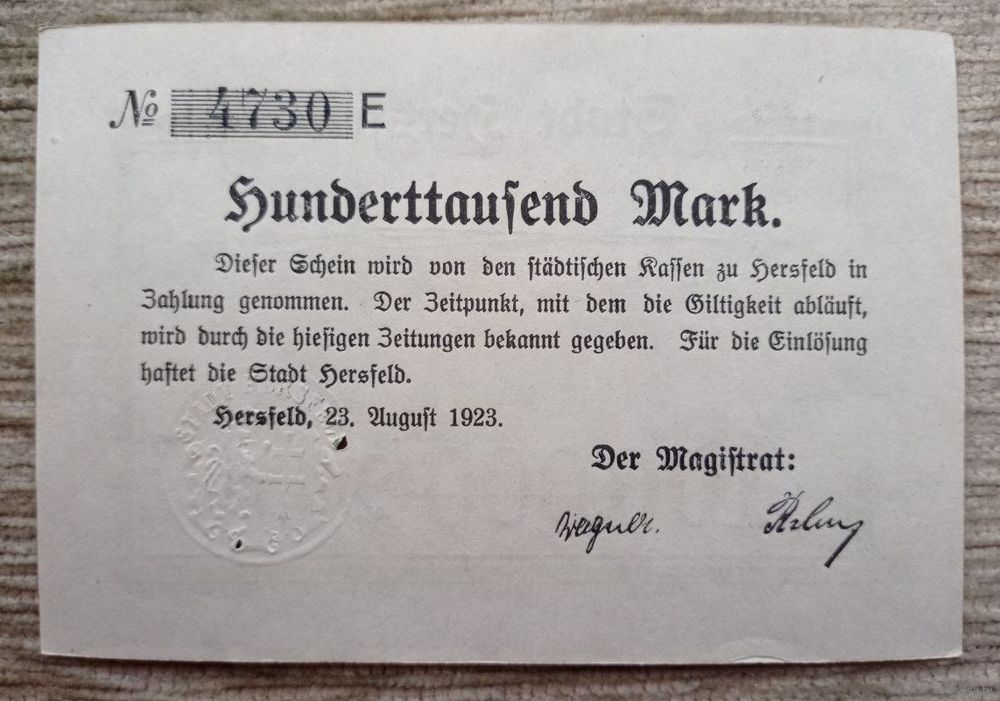 № 4730 E
Hunderttauſend Mark.
Dieſer Schein wird von den ſtädtiſchen Kaſſen zu Hersfeld in
Zahlung genommen. Der Zeitpunkt, mit dem die Giltigkeit abläuft,
wird durch die hieſigen Zeitungen bekannt gegeben. Für die Einlöſung
haftet die Stadt Hersfeld.
Hersfeld, 23. Auguſt 1923.
Der Magiſtrat: